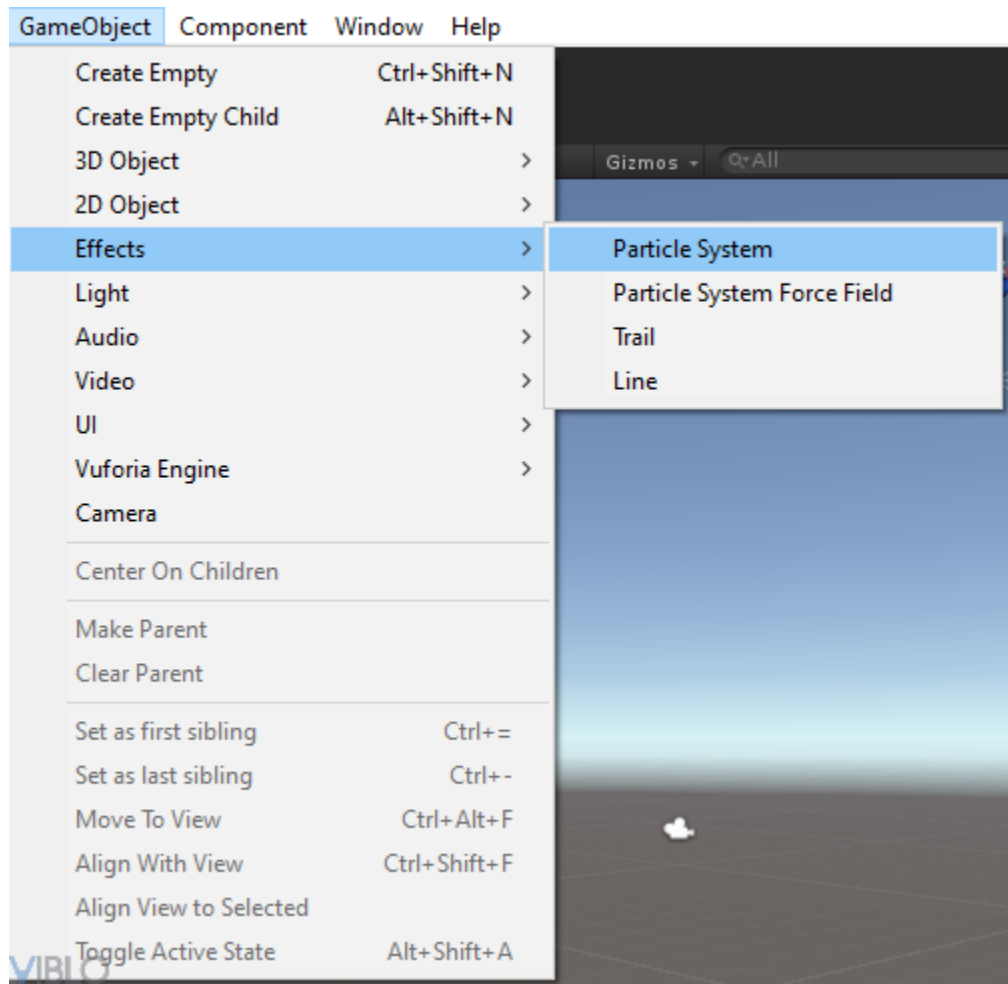 GameObject Component Window Help
Create Empty Ctrl+Shift+N
Create Empty Child Alt+Shift+N
3D Object
2D Object
Effects
Light
Audio
Video
UI
Vuforia Engine
Camera
Center On Children
Make Parent
Clear Parent
Set as first sibling Ctrl+=
Set as last sibling Ctrl+-
Move To View Ctrl+Alt+F
Align With View Ctrl+Shift+F
Align View to Selected
Toggle Active State Alt+Shift+A
Gizmos All
Particle System
Particle System Force Field
Trail
Line
VIBLO